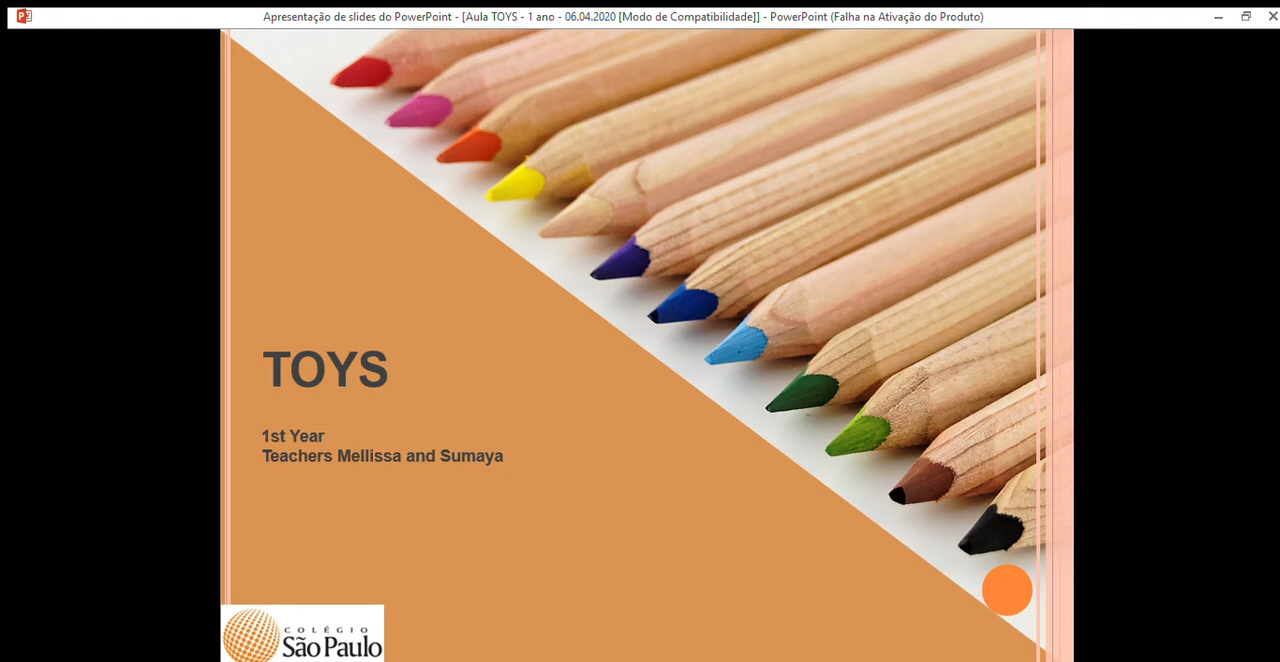 Apresentação de slides do PowerPoint - [Aula TOYS - 1 ano - 06.04.2020 [Modo de Compatibilidade]] - PowerPoint (Falha na Ativação do Produto)
TOYS
1st Year
Teachers Mellissa and Sumaya
COLÉGIO
São Paulo